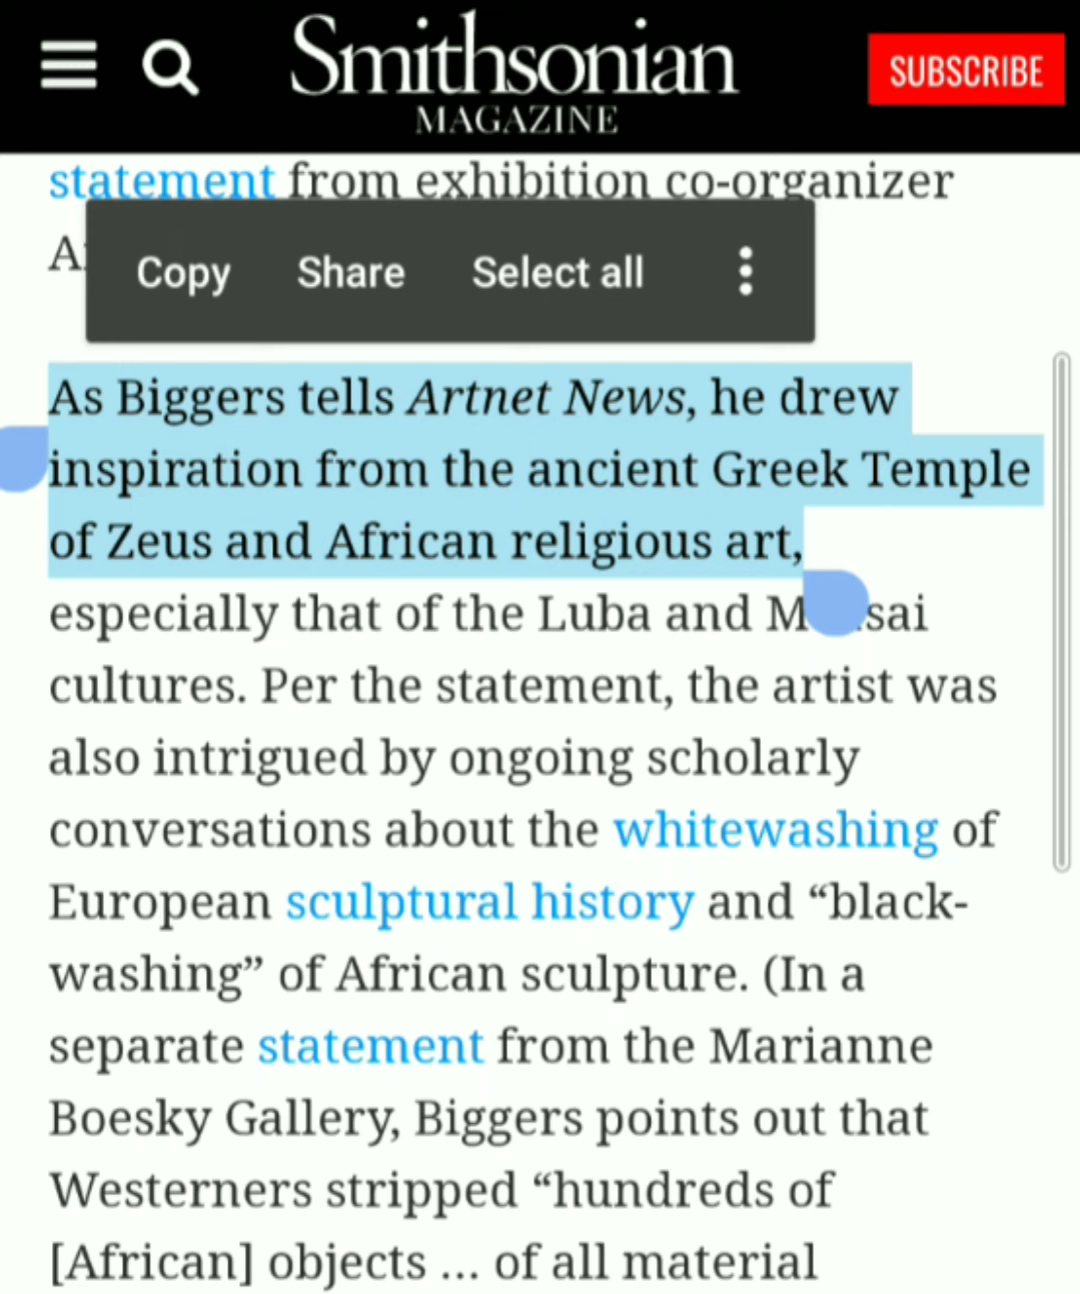 Smithsonian
MAGAZINE
SUBSCRIBE
statement from exhibition co-organizer
Copy Share Select all
As Biggers tells Artnet News, he drew
inspiration from the ancient Greek Temple
of Zeus and African religious art,
especially that of the Luba and
cultures. Per the statement, the artist was
also intrigued by ongoing scholarly
conversations about the whitewashing of
European sculptural history and “black-
washing” of African sculpture. (In a
separate statement from the Marianne
Boesky Gallery, Biggers points out that
Westerners stripped “hundreds of
[African] objects ... of all material